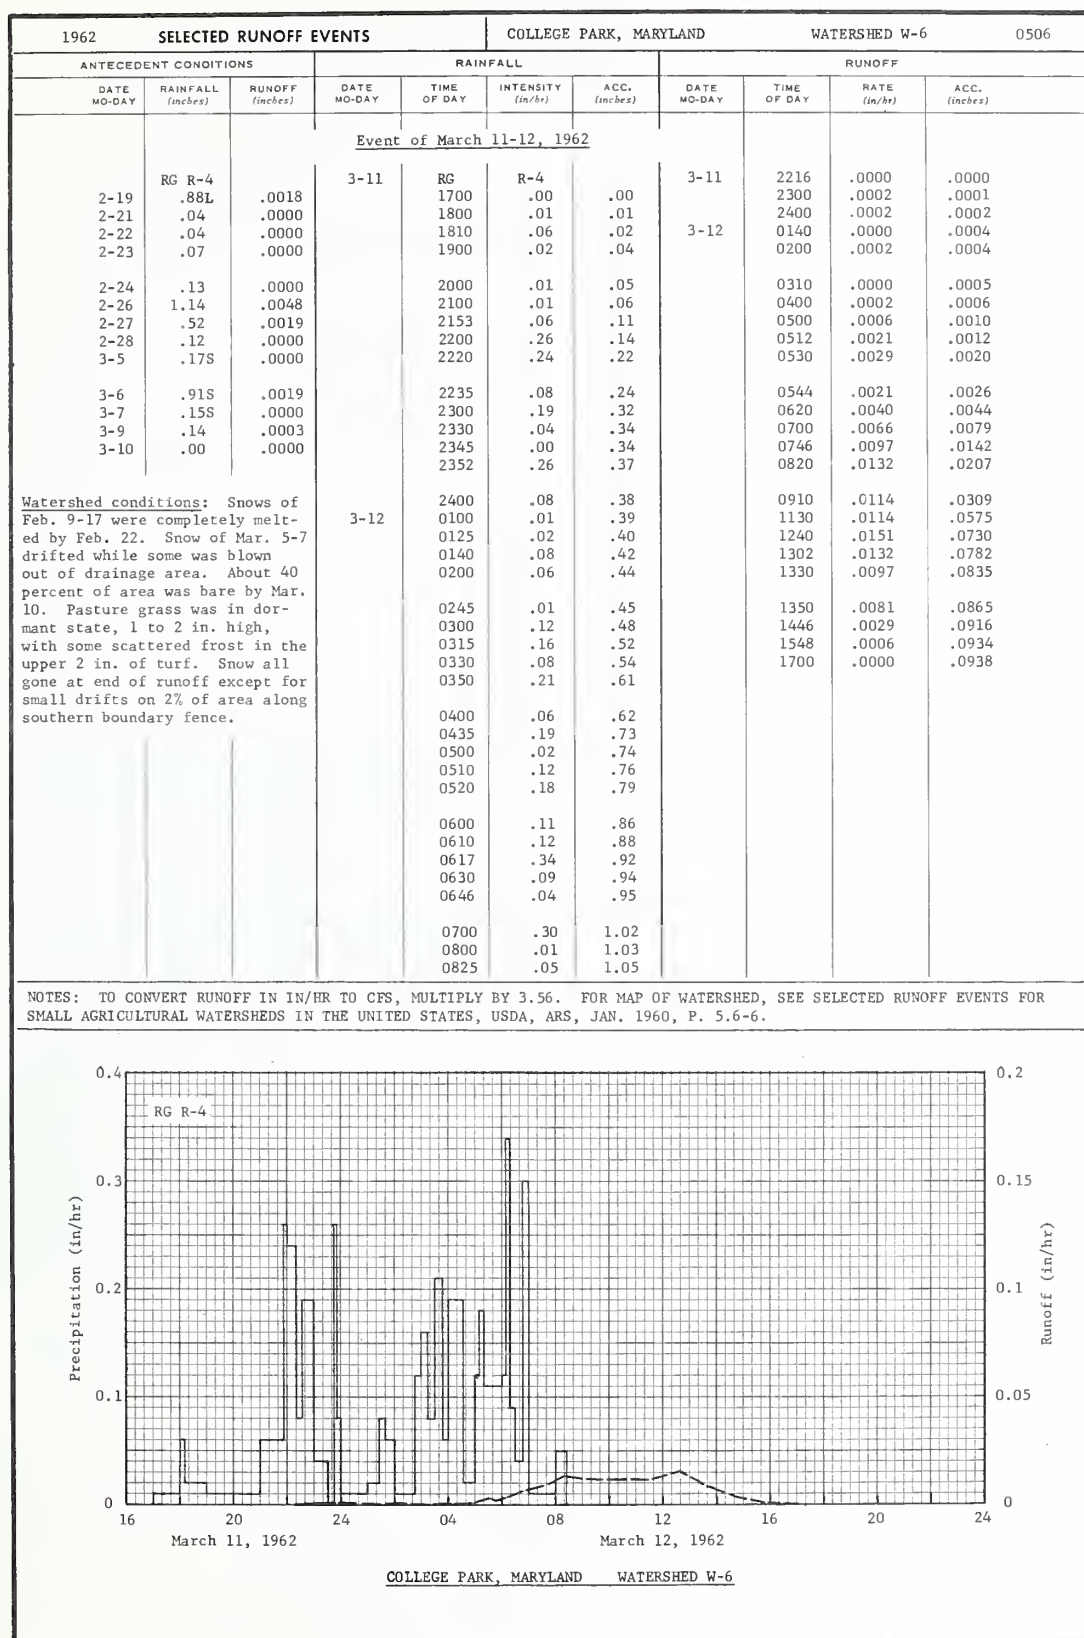 1962 SELECTED RUNOFF EVENTS COLLEGE PARK, MARYLAND WATERSHED W-6 0506
ANTECEDENT CONDITIONS RAINFALL RUNOFF
DATE RAINFALL RUNOFF DATE TIME INTENSITY ACC. DATE TIME RATE ACC.
MO-DAY (inches) (inches) MO-DAY OF DAY (in/hr) (inches) MO-DAY OF DAY (in/hr) (inches)
Event of March 11-12, 1962
RG R-4 3-11 RG R-4 3-11 2216 .0000 .0000
2-19 .88L .0018 1700 .00 .00 2300 .0002 .0001
2-21 .04 .0000 1800 .01 .01 2400 .0002 .0002
2-22 .04 .0000 1810 .06 .02 3-12 0140 .0000 .0004
2-23 .07 .0000 1900 .02 .04 0200 .0002 .0004
2-24 .13 .0000 2000 .01 .05 0310 .0000 .0005
2-26 1.14 .0048 2100 .01 .06 0400 .0002 .0006
2-27 .52 .0019 2153 .06 .11 0500 .0006 .0010
2-28 .12 .0000 2200 .26 .14 0512 .0021 .0012
3-5 .17S .0000 2220 .24 .22 0530 .0029 .0020
3-6 .91S .0019 2235 .08 .24 0544 .0021 .0026
3-7 .15S .0000 2300 .19 .32 0620 .0040 .0044
3-9 .14 .0003 2330 .04 .34 0700 .0066 .0079
3-10 .00 .0000 2345 .00 .34 0746 .0097 .0142
2352 .26 .37 0820 .0132 .0207
Watershed conditions: Snows of 2400 .08 .38 0910 .0114 .0309
Feb. 9-17 were completely melt- 3-12 0100 .01 .39 1130 .0114 .0575
ed by Feb. 22. Snow of Mar. 5-7 0125 .02 .40 1240 .0151 .0730
drifted while some was blown 0140 .08 .42 1302 .0132 .0782
out of drainage area. About 40 0200 .06 .44 1330 .0097 .0835
percent of area was bare by Mar.
10. Pasture grass was in dor- 0245 .01 .45 1350 .0081 .0865
mant state, 1 to 2 in. high, 0300 .12 .48 1446 .0029 .0916
with some scattered frost in the 0315 .16 .52 1548 .0006 .0934
upper 2 in. of turf. Snow all 0330 .08 .54 1700 .0000 .0938
gone at end of runoff except for 0350 .21 .61
small drifts on 2% of area along
southern boundary fence. 0400 .06 .62
0435 .19 .73
0500 .02 .74
0510 .12 .76
0520 .18 .79
0600 .11 .86
0610 .12 .88
0617 .34 .92
0630 .09 .94
0646 .04 .95
0700 .30 1.02
0800 .01 1.03
0825 .05 1.05
NOTES: TO CONVERT RUNOFF IN IN/HR TO CFS, MULTIPLY BY 3.56. FOR MAP OF WATERSHED, SEE SELECTED RUNOFF EVENTS FOR
SMALL AGRICULTURAL WATERSHEDS IN THE UNITED STATES, USDA, ARS, JAN. 1960, P. 5.6-6.
0.4 0.2
RG R-4
0.3 0.15
Precipitation (in/hr)
Runoff (in/hr)
0.2 0.1
0.1 0.05
0 0
16 20 24 04 08 12 16 20 24
March 11, 1962 March 12, 1962
COLLEGE PARK, MARYLAND WATERSHED W-6